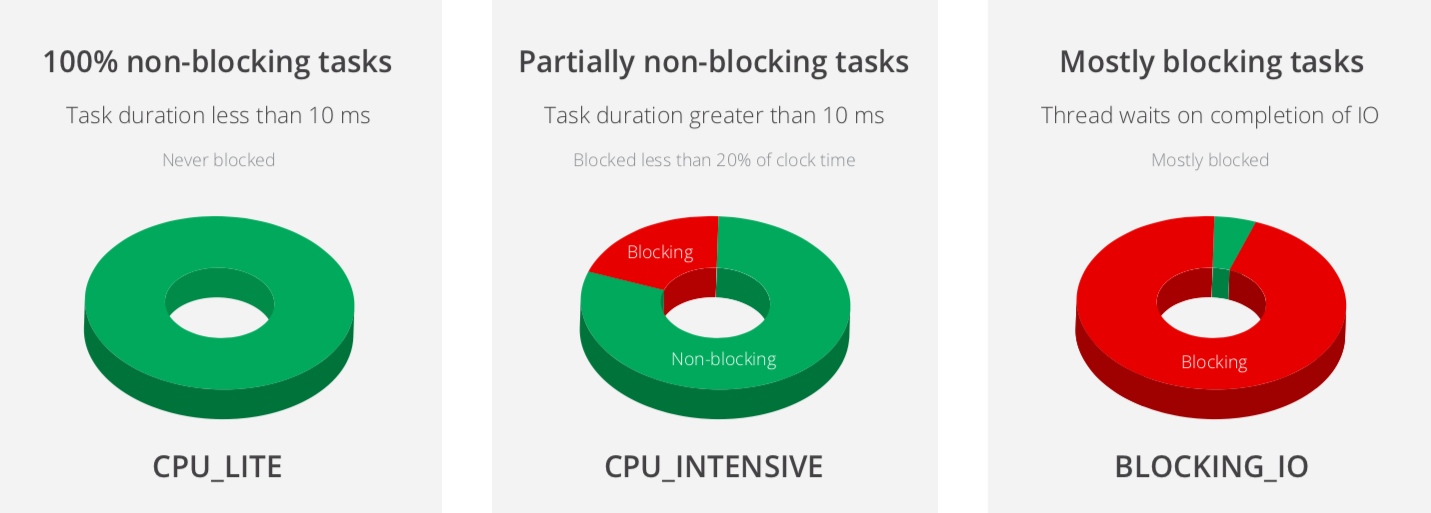 100% non-blocking tasks
Task duration less than 10 ms
Never blocked
CPU_LITE
Partially non-blocking tasks
Task duration greater than 10 ms
Blocked less than 20% of clock time
Blocking
Non-blocking
CPU_INTENSIVE
Mostly blocking tasks
Thread waits on completion of IO
Mostly blocked
Blocking
BLOCKING_IO